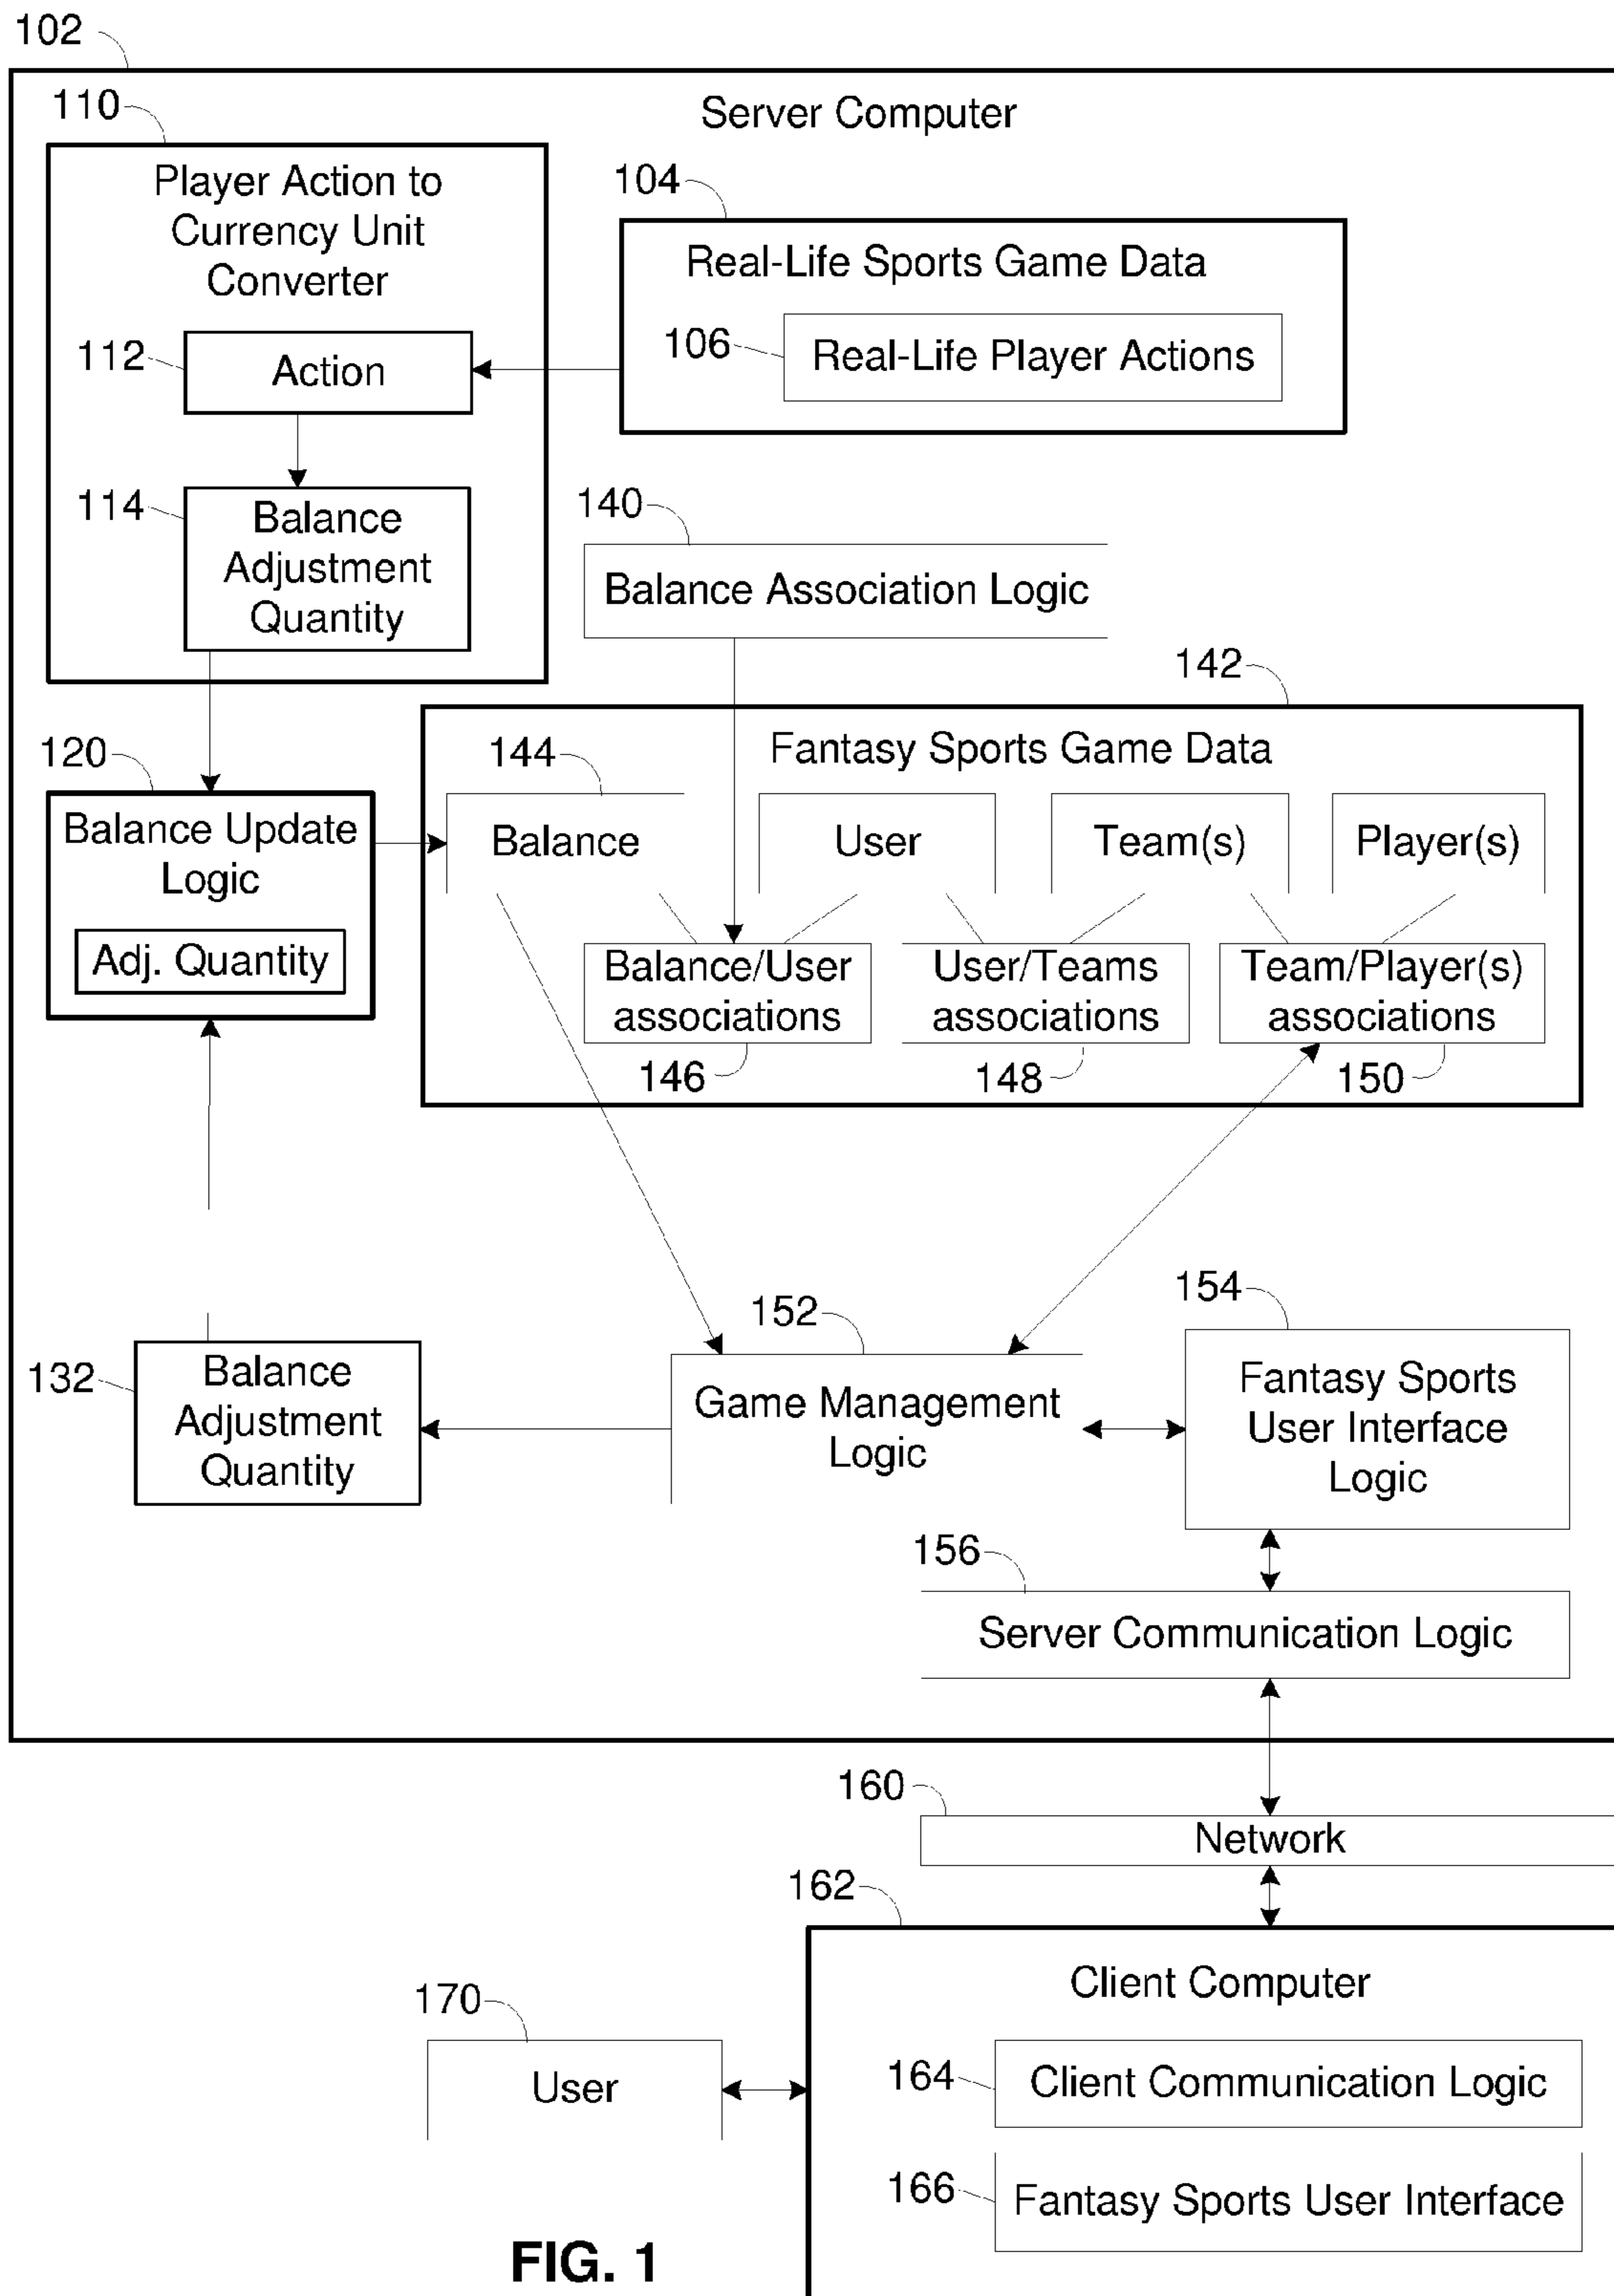 102
Server Computer
110
Player Action to
Currency Unit
Converter
104
Real-Life Sports Game Data
106
Real-Life Player Actions
112
Action
114
Balance
Adjustment
Quantity
140
Balance Association Logic
142
Fantasy Sports Game Data
120
Balance Update
Logic
Adj. Quantity
144
Balance
User
Team(s)
Player(s)
Balance/User
associations
User/Teams
associations
Team/Player(s)
associations
146
148
150
152
Game Management
Logic
154
Fantasy Sports
User Interface
Logic
132
Balance
Adjustment
Quantity
156
Server Communication Logic
160
Network
162
Client Computer
170
User
164
Client Communication Logic
166
Fantasy Sports User Interface
FIG. 1